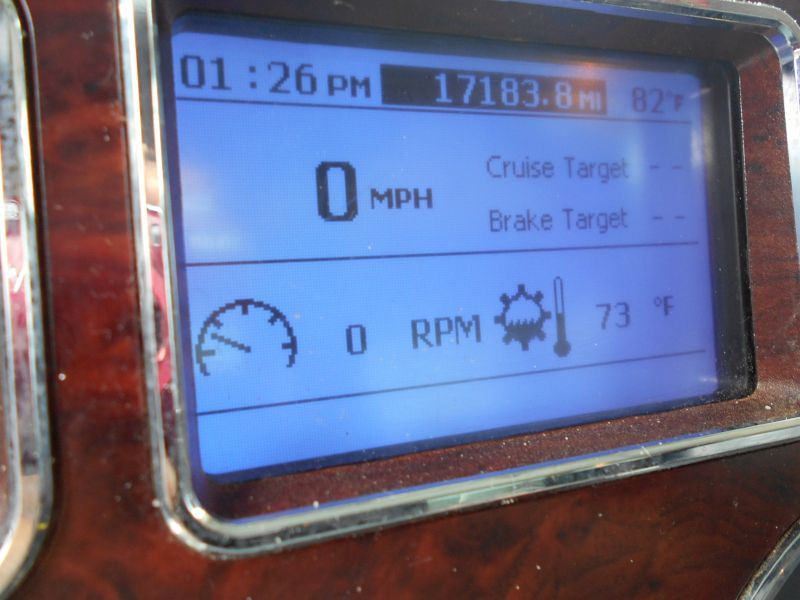 01:26 PM 17183.8 MI 82°F
0 MPH
Cruise Target - -
Brake Target - -
0 RPM 73 °F